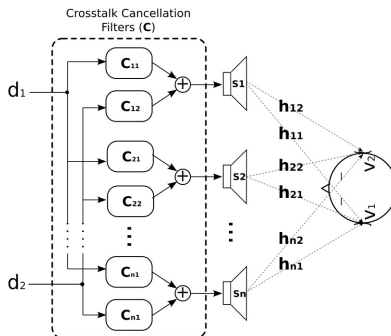 Crosstalk Cancellation
Filters (C)
C11
S1
d1
C12
h12
h11
C21
S2
h22
V2
C22
h21
V1
hn2
Cn1
Sn
hn1
d2
Cn1